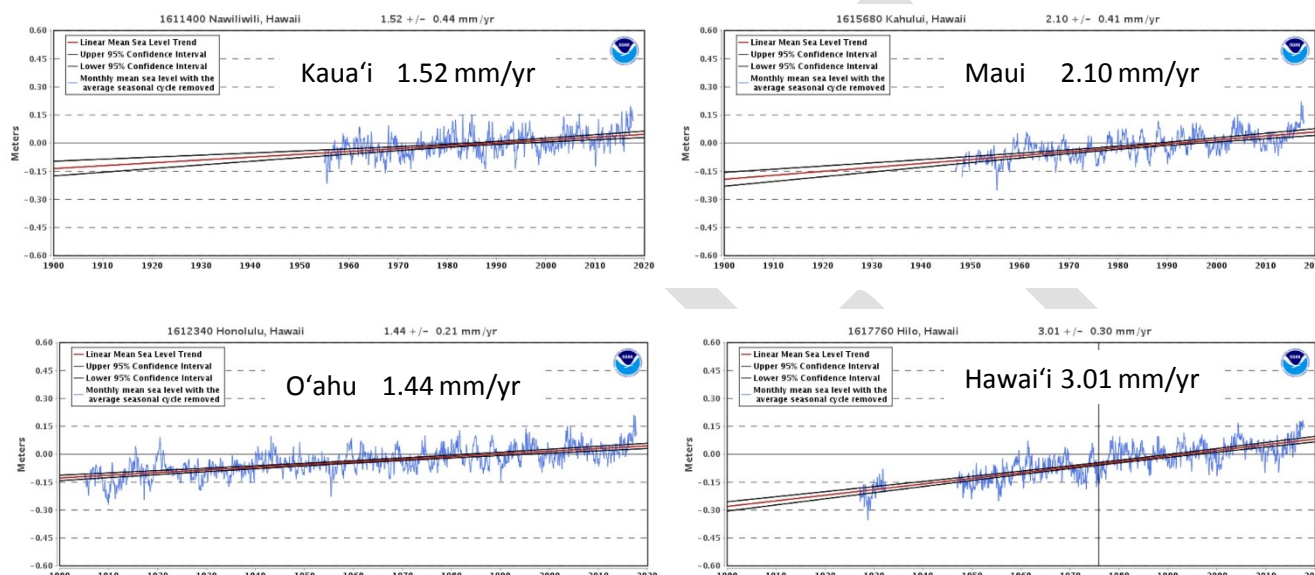 1611400 Nawiliwili, Hawaii 1.52 +/- 0.44 mm/yr
0.60
0.45
0.30
0.15
0.00
-0.15
-0.30
-0.45
-0.60
Meters
Linear Mean Sea Level Trend
Upper 95% Confidence Interval
Lower 95% Confidence Interval
Monthly mean sea level with the
average seasonal cycle removed
Kauaʻi 1.52 mm/yr
1900 1910 1920 1930 1940 1950 1960 1970 1980 1990 2000 2010 2020
1615680 Kahului, Hawaii 2.10 +/- 0.41 mm/yr
0.60
0.45
0.30
0.15
0.00
-0.15
-0.30
-0.45
-0.60
Meters
Linear Mean Sea Level Trend
Upper 95% Confidence Interval
Lower 95% Confidence Interval
Monthly mean sea level with the
average seasonal cycle removed
Maui 2.10 mm/yr
1900 1910 1920 1930 1940 1950 1960 1970 1980 1990 2000 2010
1612340 Honolulu, Hawaii 1.44 +/- 0.21 mm/yr
0.60
0.45
0.30
0.15
0.00
-0.15
-0.30
-0.45
-0.60
Meters
Linear Mean Sea Level Trend
Upper 95% Confidence Interval
Lower 95% Confidence Interval
Monthly mean sea level with the
average seasonal cycle removed
Oʻahu 1.44 mm/yr
1617760 Hilo, Hawaii 3.01 +/- 0.30 mm/yr
0.60
0.45
0.30
0.15
0.00
-0.15
-0.30
-0.45
-0.60
Meters
Linear Mean Sea Level Trend
Upper 95% Confidence Interval
Lower 95% Confidence Interval
Monthly mean sea level with the
average seasonal cycle removed
Hawaiʻi 3.01 mm/yr